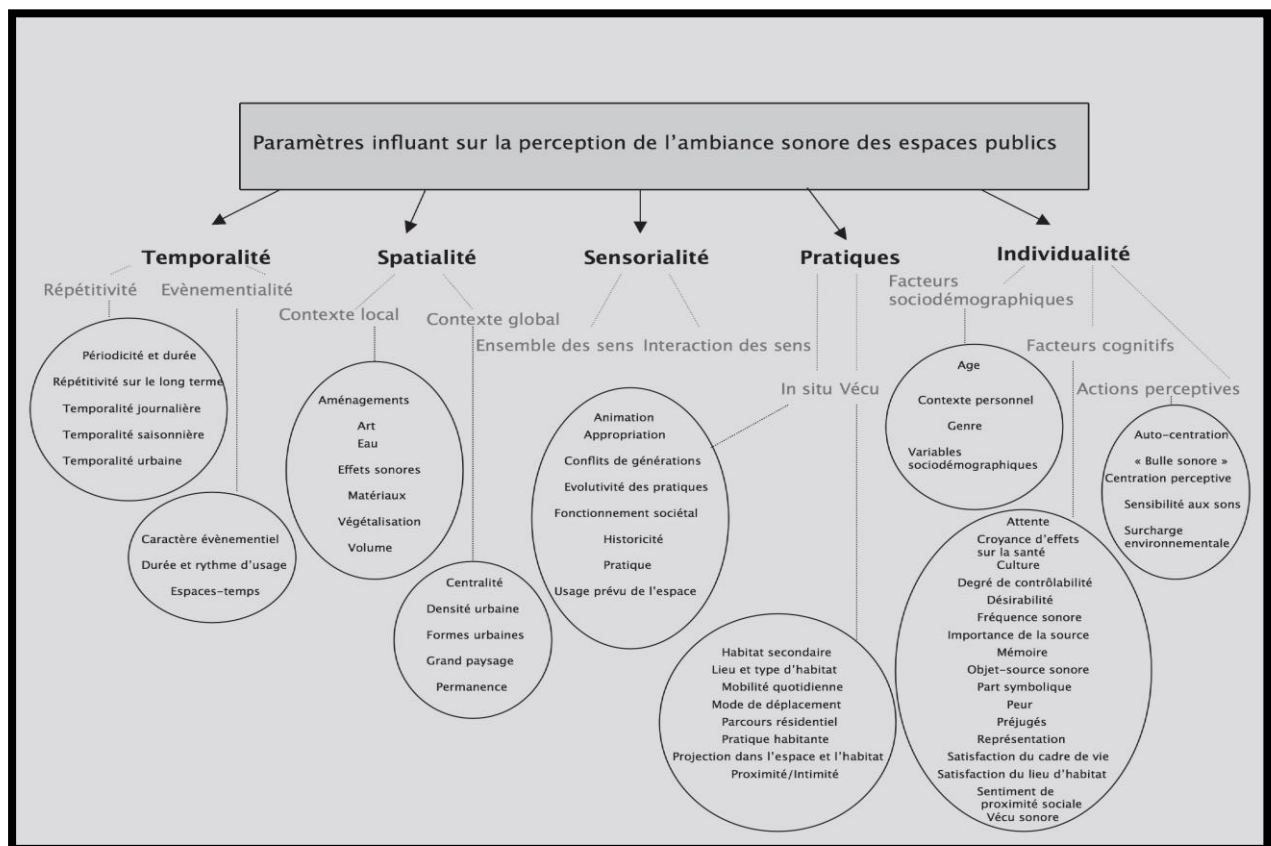 Paramètres influant sur la perception de l'ambiance sonore des espaces publics
Temporalité
Répétitivité
Evènementialité
Périodicité et durée
Répétitivité sur le long terme
Temporalité journalière
Temporalité saisonnière
Temporalité urbaine
Caractère évènementiel
Durée et rythme d'usage
Espaces-temps
Spatialité
Contexte local
Contexte global
Aménagements
Art
Eau
Effets sonores
Matériaux
Végétalisation
Volume
Centralité
Densité urbaine
Formes urbaines
Grand paysage
Permanence
Sensorialité
Ensemble des sens
Interaction des sens
Pratiques
In situ
Vécu
Animation
Appropriation
Conflits de générations
Evolutivité des pratiques
Fonctionnement sociétal
Historicité
Pratique
Usage prévu de l'espace
Habitat secondaire
Lieu et type d'habitat
Mobilité quotidienne
Mode de déplacement
Parcours résidentiel
Pratique habitante
Projection dans l'espace et l'habitat
Proximité/Intimité
Individualité
Facteurs
sociodémographiques
Facteurs cognitifs
Actions perceptives
Age
Contexte personnel
Genre
Variables
sociodémographiques
Attente
Croyance d'effets
sur la santé
Culture
Degré de contrôlabilité
Désirabilité
Fréquence sonore
Importance de la source
Mémoire
Objet-source sonore
Part symbolique
Peur
Préjugés
Représentation
Satisfaction du cadre de vie
Satisfaction du lieu d'habitat
Sentiment de
proximité sociale
Vécu sonore
Auto-centration
« Bulle sonore »
Centration perceptive
Sensibilité aux sons
Surcharge
environnementale